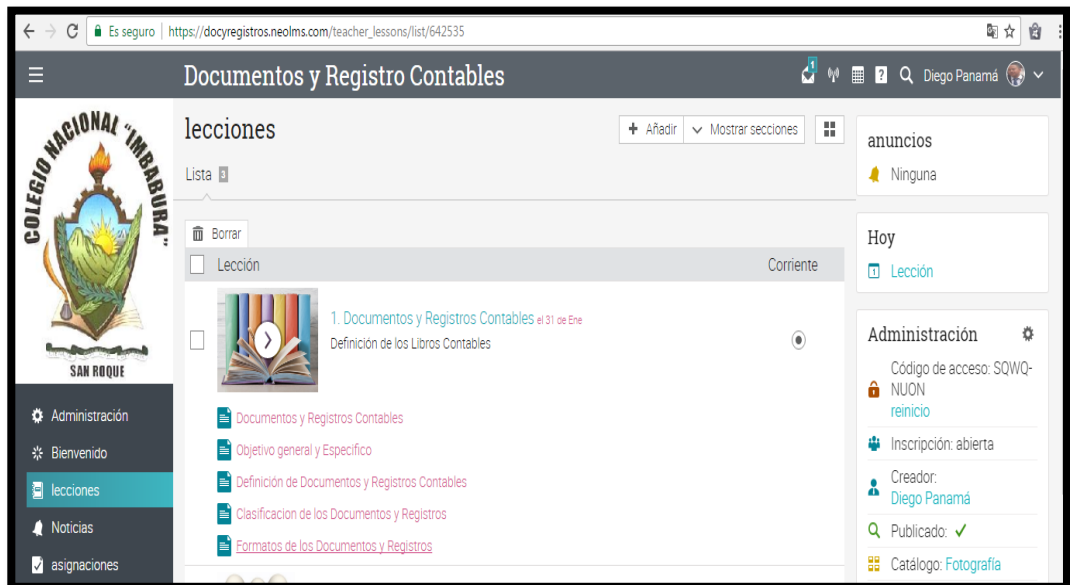 Es seguro | https://docyregistros.neolms.com/teacher_lessons/list/642535
Documentos y Registro Contables
1
?
Diego Panamá
COLEGIO NACIONAL "IMBABURA"
SAN ROQUE
Administración
Bienvenido
lecciones
Noticias
asignaciones
lecciones
Añadir
Mostrar secciones
Lista 3
Borrar
Lección Corriente
1. Documentos y Registros Contables el 31 de Ene
Definición de los Libros Contables
Documentos y Registros Contables
Objetivo general y Especifico
Definición de Documentos y Registros Contables
Clasificacion de los Documentos y Registros
Formatos de los Documentos y Registros
anuncios
Ninguna
Hoy
1 Lección
Administración
Código de acceso: SQWQ-
NUON
reinicio
Inscripción: abierta
Creador:
Diego Panamá
Publicado:
Catálogo: Fotografía